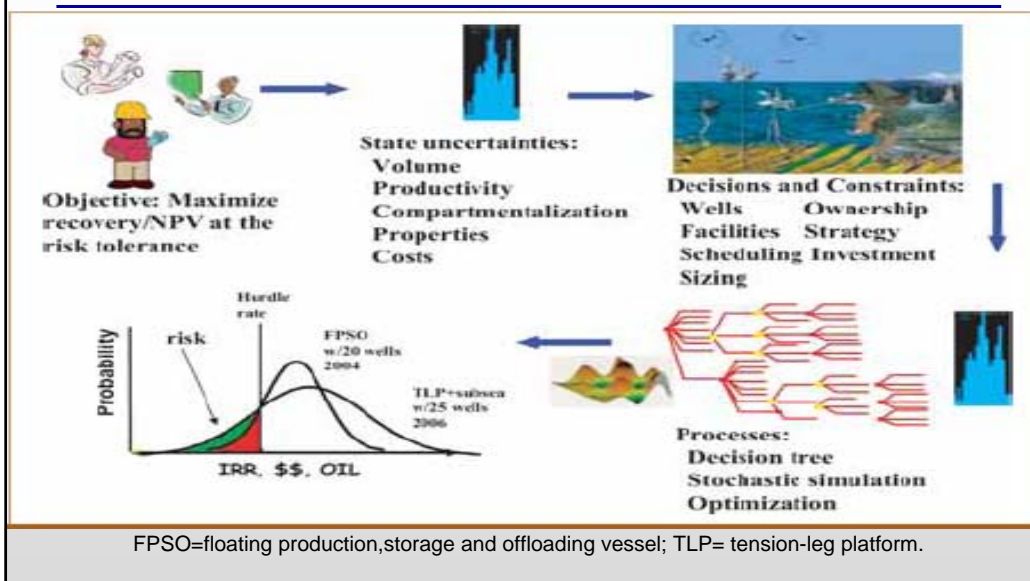 Objective: Maximize
recovery/NPV at the
risk tolerance
State uncertainties:
Volume
Productivity
Compartmentalization
Properties
Costs
Decisions and Constraints:
Wells Ownership
Facilities Strategy
Scheduling Investment
Sizing
Processes:
Decision tree
Stochastic simulation
Optimization
Hurdle
rate
risk
FPSO
w/20 wells
2004
TLP+subsea
w/25 wells
2006
Probability
IRR, $$, OIL
FPSO=floating production,storage and offloading vessel; TLP= tension-leg platform.